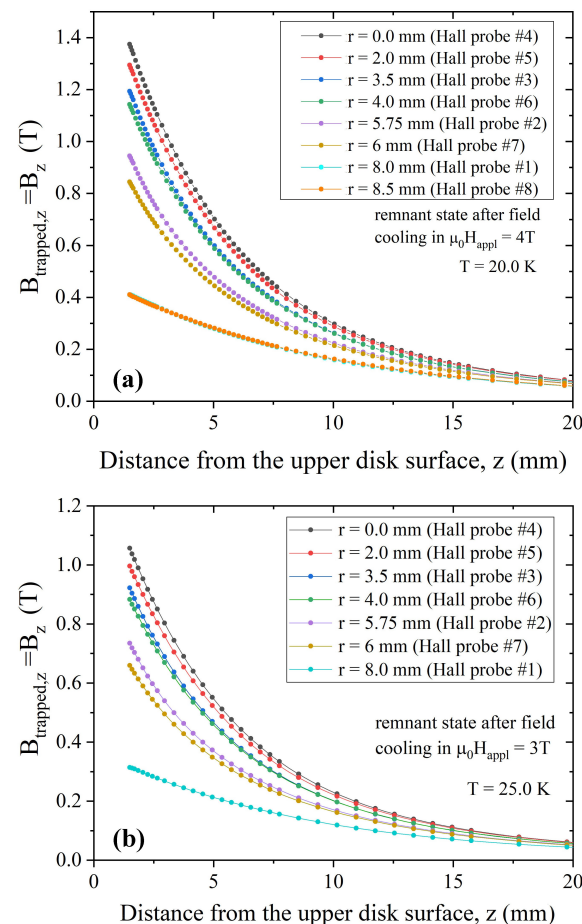 1.4
1.2
1.0
0.8
0.6
0.4
0.2
0.0
B_trapped,z =B_z (T)
r = 0.0 mm (Hall probe #4)
r = 2.0 mm (Hall probe #5)
r = 3.5 mm (Hall probe #3)
r = 4.0 mm (Hall probe #6)
r = 5.75 mm (Hall probe #2)
r = 6 mm (Hall probe #7)
r = 8.0 mm (Hall probe #1)
r = 8.5 mm (Hall probe #8)
remnant state after field
cooling in μ₀H_appl = 4T
T = 20.0 K
(a)
0 5 10 15 20
Distance from the upper disk surface, z (mm)
1.2
1.0
0.8
0.6
0.4
0.2
0.0
B_trapped,z =B_z (T)
r = 0.0 mm (Hall probe #4)
r = 2.0 mm (Hall probe #5)
r = 3.5 mm (Hall probe #3)
r = 4.0 mm (Hall probe #6)
r = 5.75 mm (Hall probe #2)
r = 6 mm (Hall probe #7)
r = 8.0 mm (Hall probe #1)
remnant state after field
cooling in μ₀H_appl = 3T
T = 25.0 K
(b)
0 5 10 15 20
Distance from the upper disk surface, z (mm)